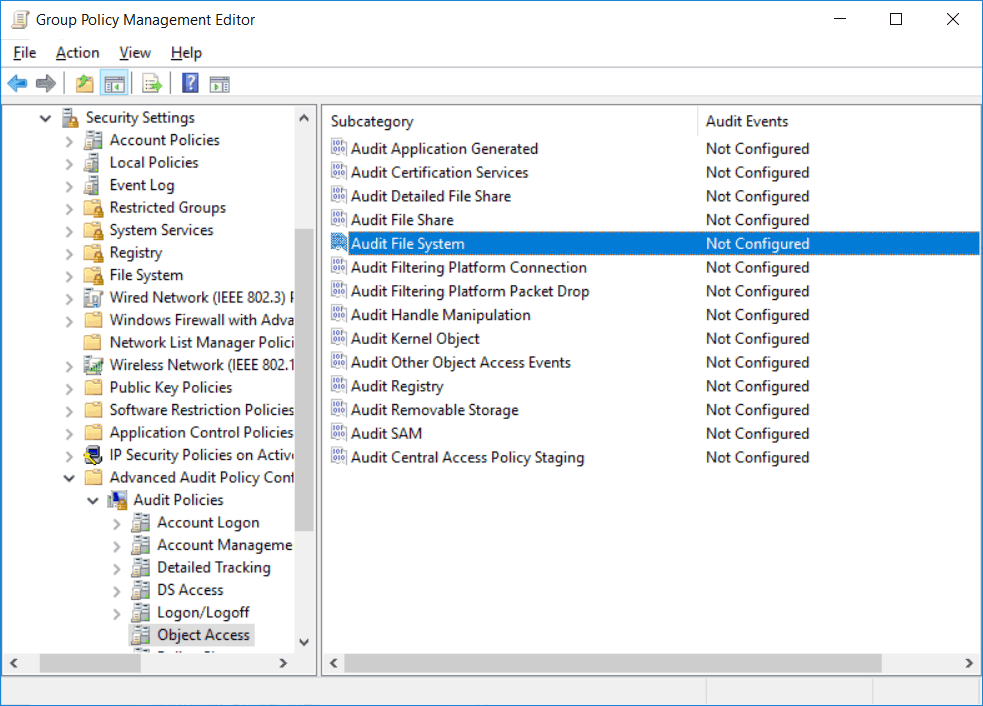 Group Policy Management Editor
File Action View Help
Security Settings
Account Policies
Local Policies
Event Log
Restricted Groups
System Services
Registry
File System
Wired Network (IEEE 802.3) P
Windows Firewall with Adva
Network List Manager Polici
Wireless Network (IEEE 802.1
Public Key Policies
Software Restriction Policies
Application Control Policies
IP Security Policies on Active
Advanced Audit Policy Conf
Audit Policies
Account Logon
Account Manageme
Detailed Tracking
DS Access
Logon/Logoff
Object Access
Subcategory Audit Events
Audit Application Generated Not Configured
Audit Certification Services Not Configured
Audit Detailed File Share Not Configured
Audit File Share Not Configured
Audit File System Not Configured
Audit Filtering Platform Connection Not Configured
Audit Filtering Platform Packet Drop Not Configured
Audit Handle Manipulation Not Configured
Audit Kernel Object Not Configured
Audit Other Object Access Events Not Configured
Audit Registry Not Configured
Audit Removable Storage Not Configured
Audit SAM Not Configured
Audit Central Access Policy Staging Not Configured